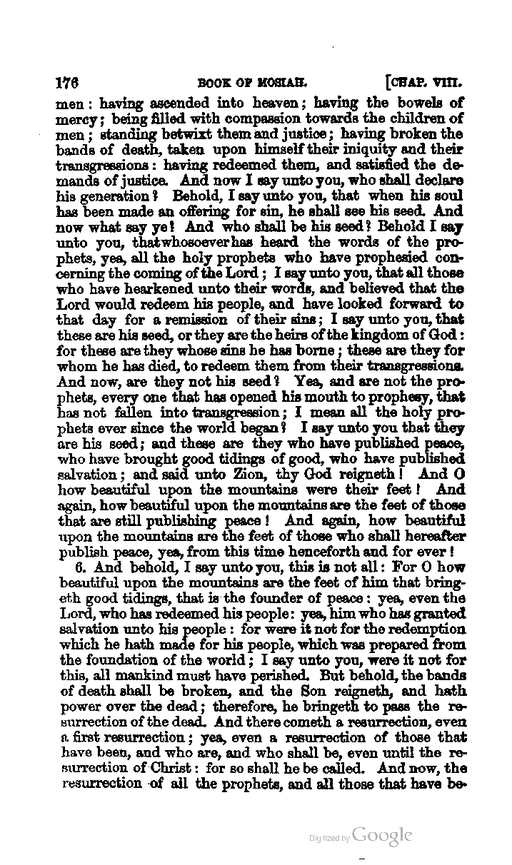 176 BOOK OF MOSIAH. [CHAP. VIII.
men: having ascended into heaven; having the bowels of
mercy; being filled with compassion towards the children of
men; standing betwixt them and justice; having broken the
bands of death, taken upon himself their iniquity and their
transgressions: having redeemed them, and satisfied the de-
mands of justice. And now I say unto you, who shall declare
his generation? Behold, I say unto you, that when his soul
has been made an offering for sin, he shall see his seed. And
now what say ye? And who shall be his seed? Behold I say
unto you, that whosoever has heard the words of the pro-
phets, yea, all the holy prophets who have prophesied con-
cerning the coming of the Lord; I say unto you, that all those
who have hearkened unto their words, and believed that the
Lord would redeem his people, and have looked forward to
that day for a remission of their sins; I say unto you, that
these are his seed, or they are the heirs of the kingdom of God:
for these are they whose sins he has borne; these are they for
whom he has died, to redeem them from their transgressions.
And now, are they not his seed? Yea, and are not the pro-
phets, every one that has opened his mouth to prophesy, that
has not fallen into transgression; I mean all the holy pro-
phets ever since the world began? I say unto you that they
are his seed; and these are they who have published peace,
who have brought good tidings of good, who have published
salvation; and said unto Zion, thy God reigneth! And O
how beautiful upon the mountains were their feet! And
again, how beautiful upon the mountains are the feet of those
that are still publishing peace! And again, how beautiful
upon the mountains are the feet of those who shall hereafter
publish peace, yea, from this time henceforth and for ever!
6. And behold, I say unto you, this is not all: For O how
beautiful upon the mountains are the feet of him that bring-
eth good tidings, that is the founder of peace: yea, even the
Lord, who has redeemed his people: yea, him who has granted
salvation unto his people: for were it not for the redemption
which he hath made for his people, which was prepared from
the foundation of the world; I say unto you, were it not for
this, all mankind must have perished. But behold, the bands
of death shall be broken, and the Son reigneth, and hath
power over the dead; therefore, he bringeth to pass the re-
surrection of the dead. And there cometh a resurrection, even
a first resurrection; yea, even a resurrection of those that
have been, and who are, and who shall be, even until the re-
surrection of Christ: for so shall he be called. And now, the
resurrection of all the prophets, and all those that have be-
Digitized by Google